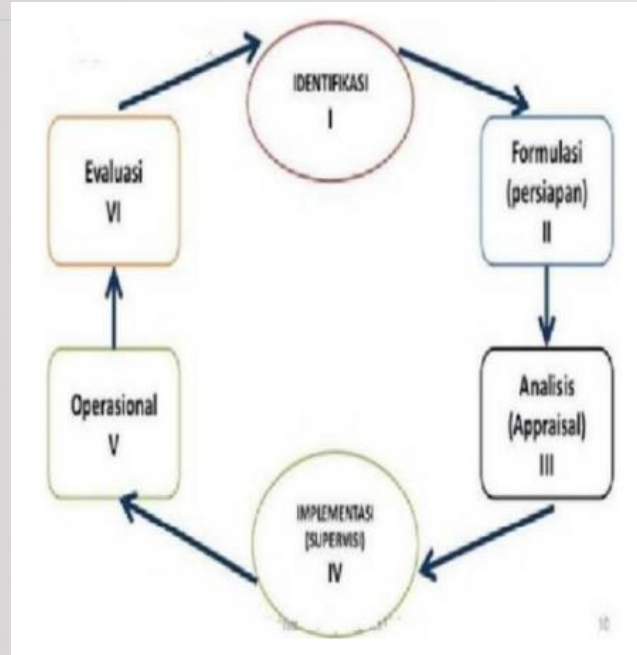 IDENTIFIKASI
I
Formulasi
(persiapan)
II
Analisis
(Appraisal)
III
IMPLEMENTASI
(SUPERVISI)
IV
Operasional
V
Evaluasi
VI
10